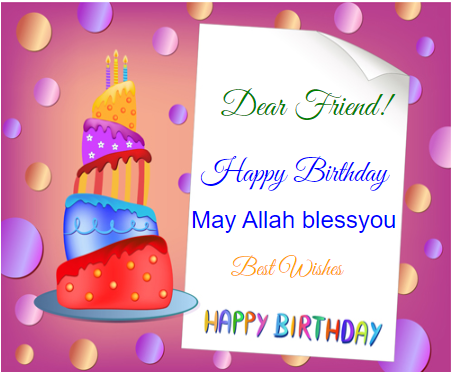 Dear Friend!
Happy Birthday
May Allah blessyou
Best Wishes
HAPPY BIRTHDAY